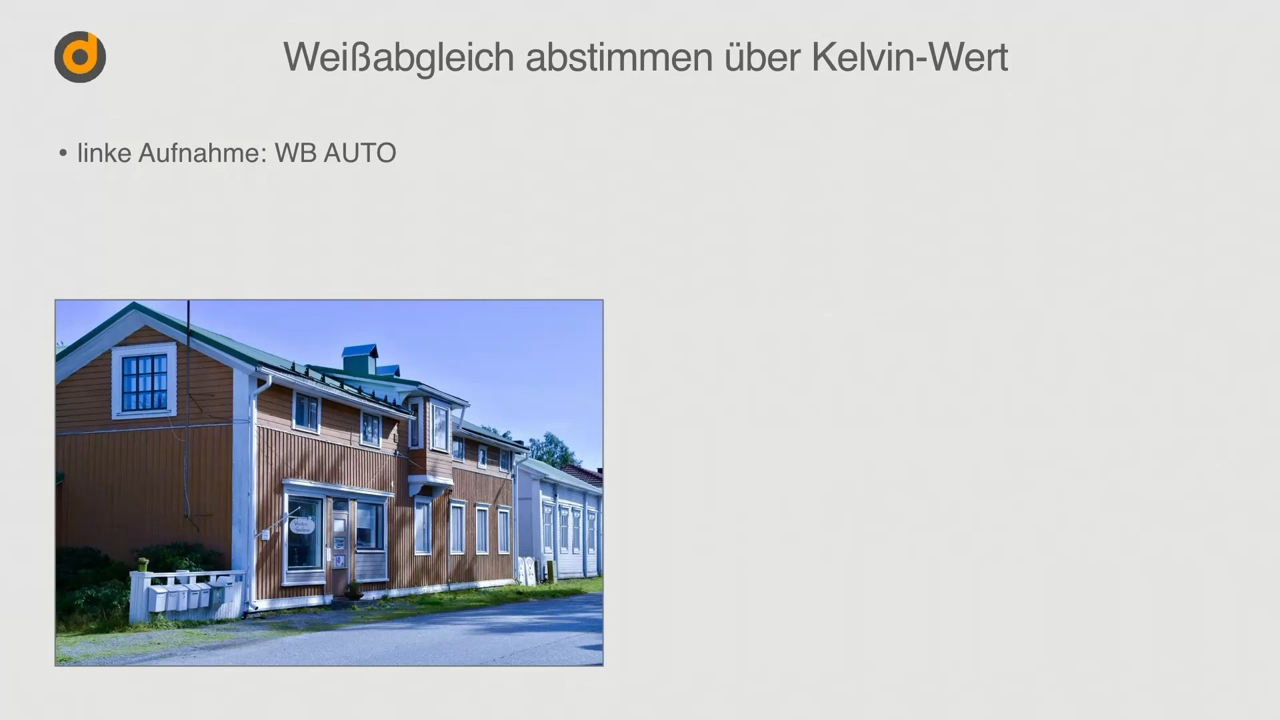 Weißabgleich abstimmen über Kelvin-Wert
• linke Aufnahme: WB AUTO